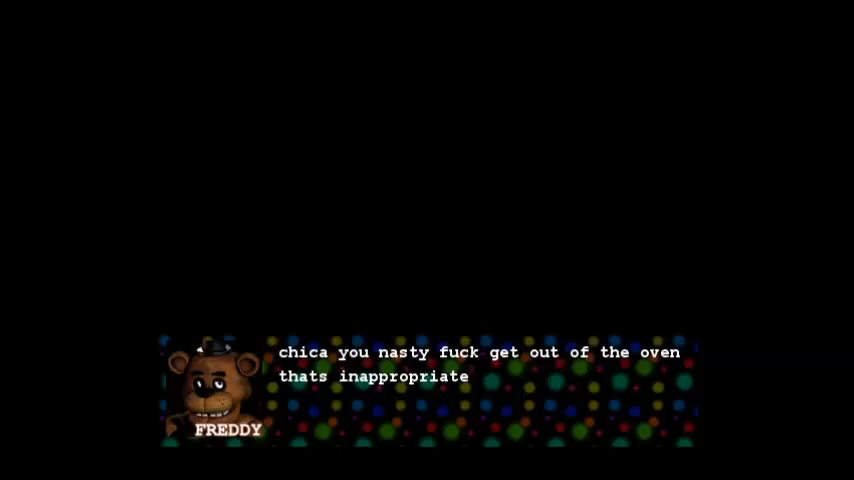 chica you nasty fuck get out of the oven
thats inappropriate
FREDDY